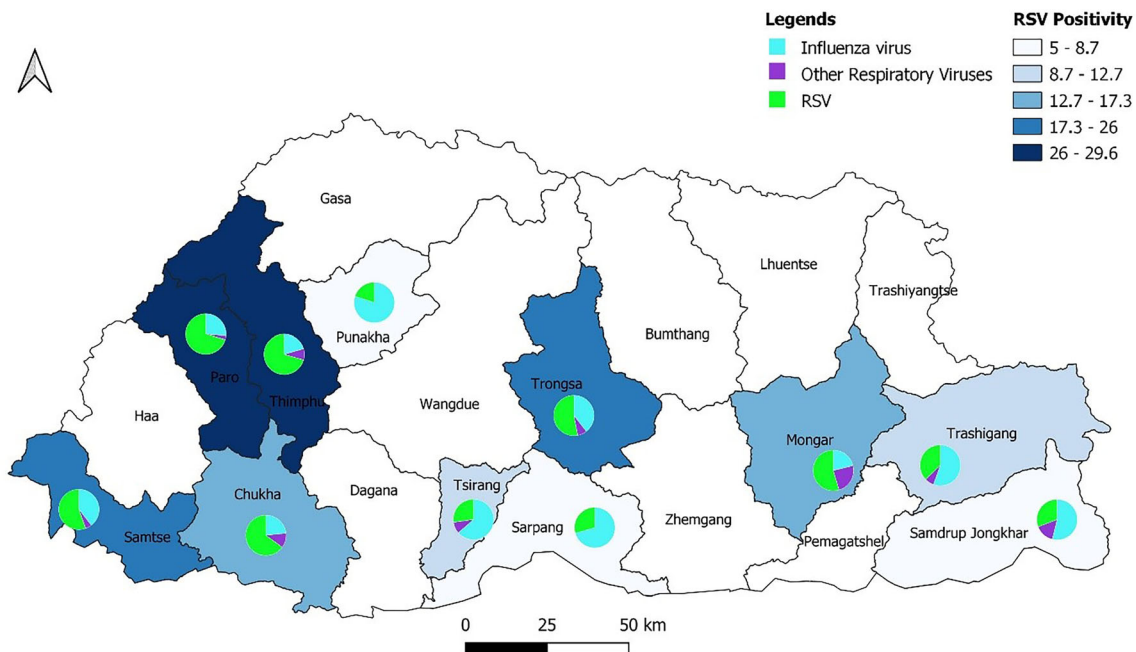 Legends
Influenza virus
Other Respiratory Viruses
RSV
RSV Positivity
5 - 8.7
8.7 - 12.7
12.7 - 17.3
17.3 - 26
26 - 29.6
Gasa
Lhuentse
Trashiyangtse
Punakha
Bumthang
Paro
Thimphu
Trongsa
Wangdue
Haa
Mongar
Trashigang
Chukha
Dagana
Tsirang
Sarpang
Zhemgang
Samtse
Pemagatshel
Samdrup Jongkhar
0 25 50 km